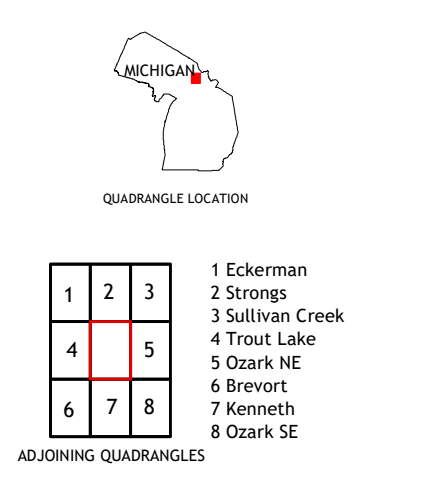 MICHIGAN
QUADRANGLE LOCATION
1 2 3
4 5
6 7 8
1 Eckerman
2 Strongs
3 Sullivan Creek
4 Trout Lake
5 Ozark NE
6 Brevort
7 Kenneth
8 Ozark SE
ADJOINING QUADRANGLES